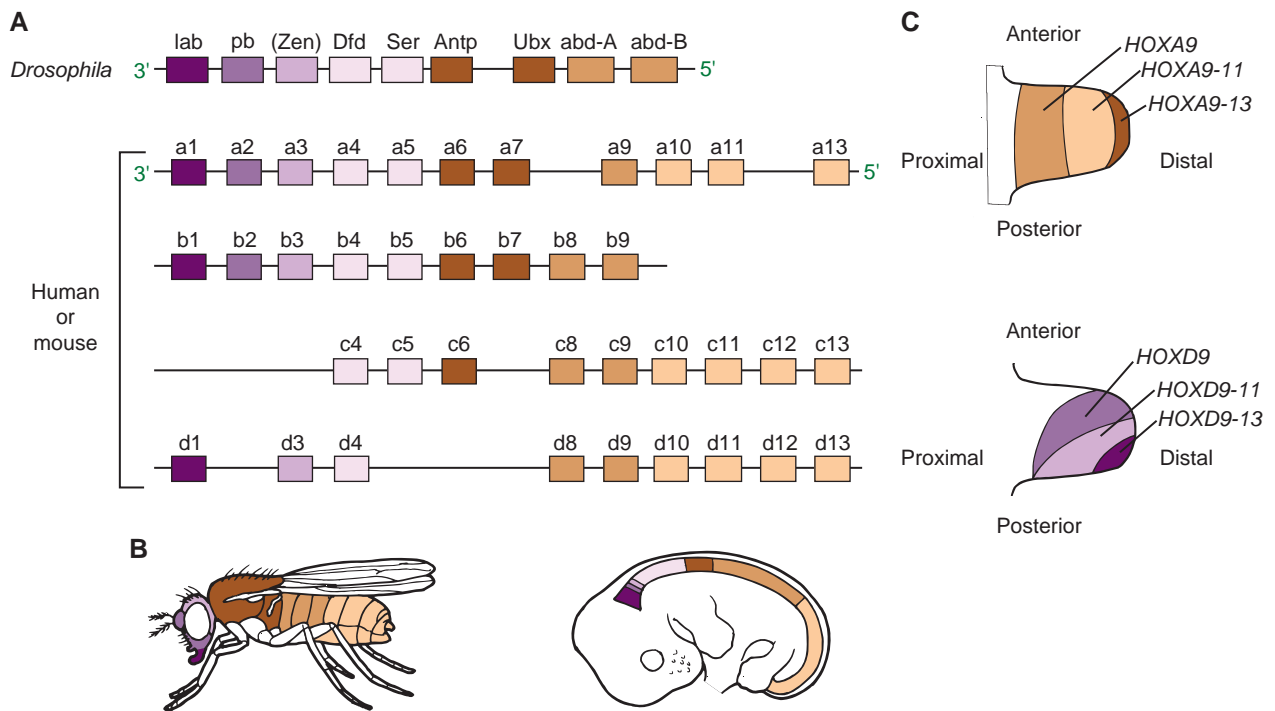 A
lab pb (Zen) Dfd Ser Antp Ubx abd-A abd-B
Drosophila 3' 5'
a1 a2 a3 a4 a5 a6 a7 a9 a10 a11 a13
3' 5'
b1 b2 b3 b4 b5 b6 b7 b8 b9
Human
or
mouse
c4 c5 c6 c8 c9 c10 c11 c12 c13
d1 d3 d4 d8 d9 d10 d11 d12 d13
B
C
Anterior
HOXA9
HOXA9-11
HOXA9-13
Proximal Distal
Posterior
Anterior
HOXD9
HOXD9-11
HOXD9-13
Proximal Distal
Posterior